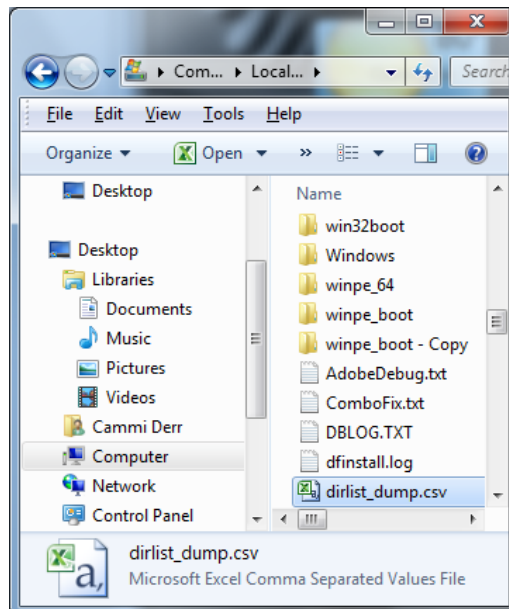 Com... Local... Search
File Edit View Tools Help
Organize Open »
Desktop
Desktop
Libraries
Documents
Music
Pictures
Videos
Cammi Derr
Computer
Network
Control Panel
Name
win32boot
Windows
winpe_64
winpe_boot
winpe_boot - Copy
AdobeDebug.txt
ComboFix.txt
DBLOG.TXT
dfinstall.log
dirlist_dump.csv
dirlist_dump.csv
Microsoft Excel Comma Separated Values File